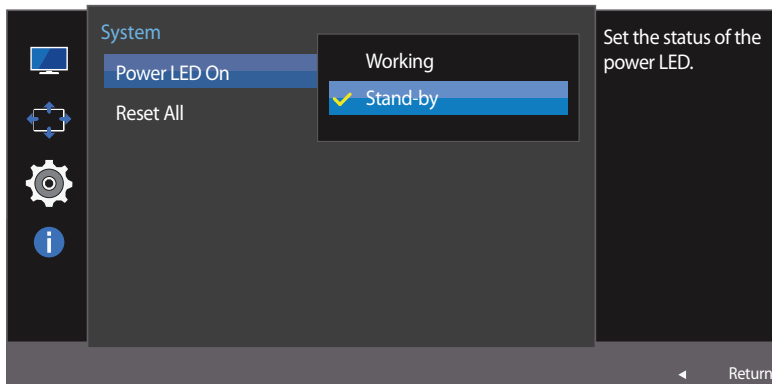 System
Power LED On
Reset All
Working
Stand-by
Set the status of the
power LED.
Return